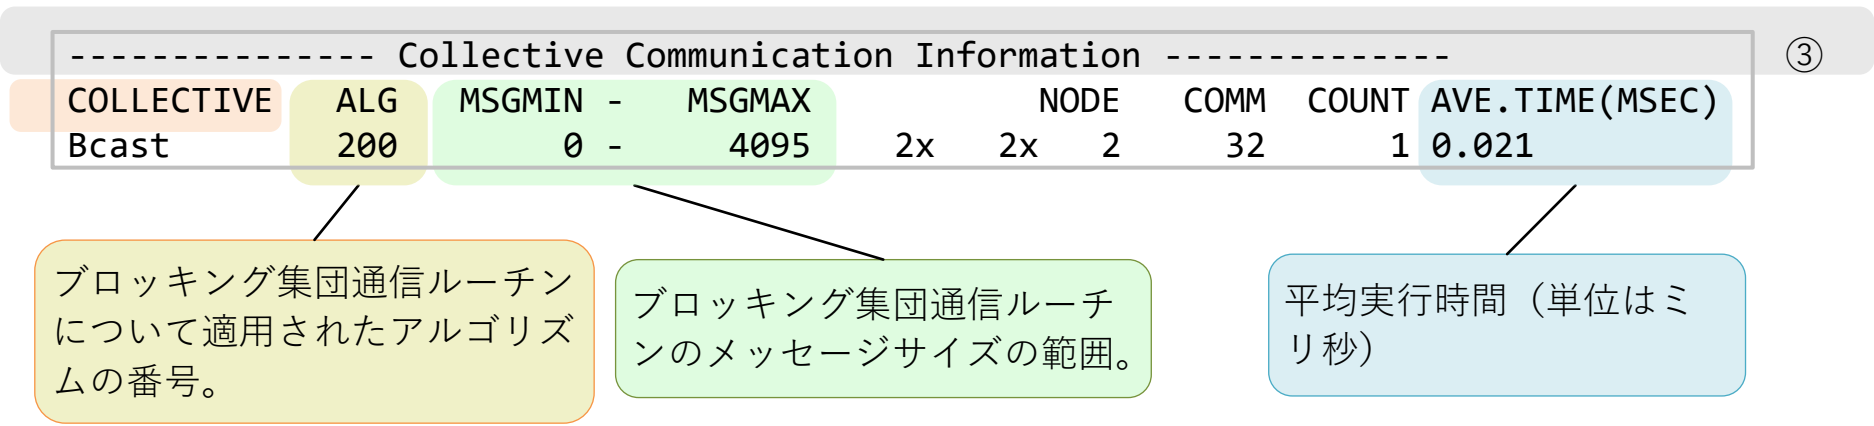 --------------- Collective Communication Information -------------- ③
COLLECTIVE ALG MSGMIN - MSGMAX NODE COMM COUNT AVE.TIME(MSEC)
Bcast 200 0 - 4095 2x 2x 2 32 1 0.021
ブロッキング集団通信ルーチン
について適用されたアルゴリズ
ムの番号。
ブロッキング集団通信ルーチ
ンのメッセージサイズの範囲。
平均実行時間（単位はミ
リ秒）